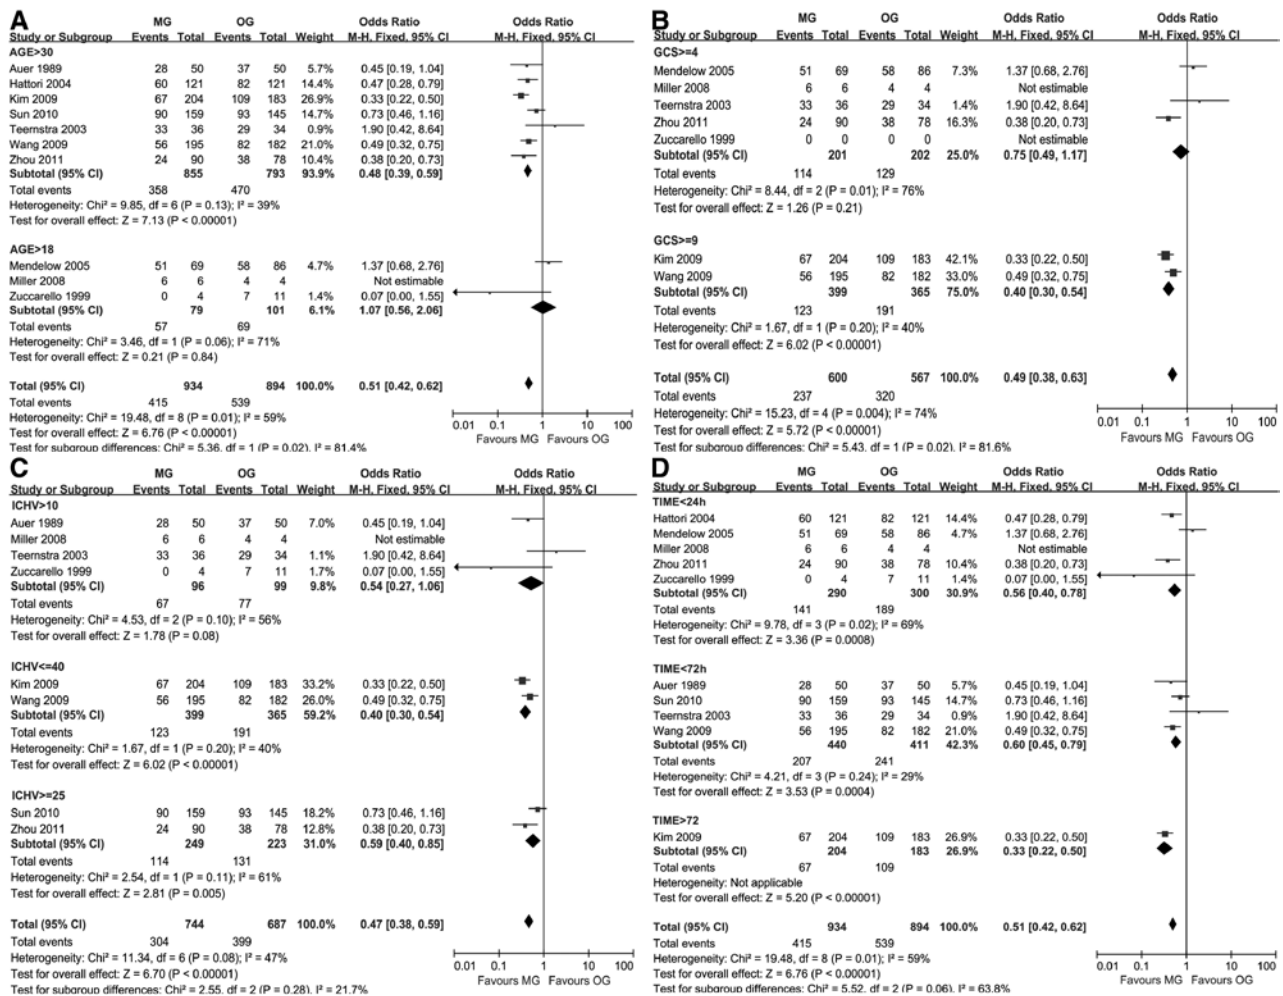 A
MG OG Odds Ratio Odds Ratio
Study or Subgroup Events Total Events Total Weight M-H, Fixed, 95% CI M-H, Fixed, 95% CI
AGE>30
Auer 1989 28 50 37 50 5.7% 0.45 [0.19, 1.04]
Hattori 2004 60 121 82 121 14.4% 0.47 [0.28, 0.79]
Kim 2009 67 204 109 183 26.9% 0.33 [0.22, 0.50]
Sun 2010 90 159 93 145 14.7% 0.73 [0.46, 1.16]
Teernstra 2003 33 36 29 34 0.9% 1.90 [0.42, 8.64]
Wang 2009 56 195 82 182 21.0% 0.49 [0.32, 0.75]
Zhou 2011 24 90 38 78 10.4% 0.38 [0.20, 0.73]
Subtotal (95% CI) 855 793 93.9% 0.48 [0.39, 0.59]
Total events 358 470
Heterogeneity: Chi² = 9.85, df = 6 (P = 0.13); I² = 39%
Test for overall effect: Z = 7.13 (P < 0.00001)
AGE>18
Mendelow 2005 51 69 58 86 4.7% 1.37 [0.68, 2.76]
Miller 2008 6 6 4 4 Not estimable
Zuccarello 1999 0 4 7 11 1.4% 0.07 [0.00, 1.55]
Subtotal (95% CI) 79 101 6.1% 1.07 [0.56, 2.06]
Total events 57 69
Heterogeneity: Chi² = 3.46, df = 1 (P = 0.06); I² = 71%
Test for overall effect: Z = 0.21 (P = 0.84)
Total (95% CI) 934 894 100.0% 0.51 [0.42, 0.62]
Total events 415 539
Heterogeneity: Chi² = 19.48, df = 8 (P = 0.01); I² = 59%
Test for overall effect: Z = 6.76 (P < 0.00001)
Test for subgroup differences: Chi² = 5.36, df = 1 (P = 0.02), I² = 81.4%
0.01 0.1 1 10 100
Favours MG Favours OG
B
MG OG Odds Ratio Odds Ratio
Study or Subgroup Events Total Events Total Weight M-H, Fixed, 95% CI M-H, Fixed, 95% CI
GCS>=4
Mendelow 2005 51 69 58 86 7.3% 1.37 [0.68, 2.76]
Miller 2008 6 6 4 4 Not estimable
Teernstra 2003 33 36 29 34 1.4% 1.90 [0.42, 8.64]
Zhou 2011 24 90 38 78 16.3% 0.38 [0.20, 0.73]
Zuccarello 1999 0 0 0 0 Not estimable
Subtotal (95% CI) 201 202 25.0% 0.75 [0.49, 1.17]
Total events 114 129
Heterogeneity: Chi² = 8.44, df = 2 (P = 0.01); I² = 76%
Test for overall effect: Z = 1.26 (P = 0.21)
GCS>=9
Kim 2009 67 204 109 183 42.1% 0.33 [0.22, 0.50]
Wang 2009 56 195 82 182 33.0% 0.49 [0.32, 0.75]
Subtotal (95% CI) 399 365 75.0% 0.40 [0.30, 0.54]
Total events 123 191
Heterogeneity: Chi² = 1.67, df = 1 (P = 0.20); I² = 40%
Test for overall effect: Z = 6.02 (P < 0.00001)
Total (95% CI) 600 567 100.0% 0.49 [0.38, 0.63]
Total events 237 320
Heterogeneity: Chi² = 15.23, df = 4 (P = 0.004); I² = 74%
Test for overall effect: Z = 5.72 (P < 0.00001)
Test for subgroup differences: Chi² = 5.43, df = 1 (P = 0.02), I² = 81.6%
0.01 0.1 1 10 100
Favours MG Favours OG
C
MG OG Odds Ratio Odds Ratio
Study or Subgroup Events Total Events Total Weight M-H, Fixed, 95% CI M-H, Fixed, 95% CI
ICHV>10
Auer 1989 28 50 37 50 7.0% 0.45 [0.19, 1.04]
Miller 2008 6 6 4 4 Not estimable
Teernstra 2003 33 36 29 34 1.1% 1.90 [0.42, 8.64]
Zuccarello 1999 0 4 7 11 1.7% 0.07 [0.00, 1.55]
Subtotal (95% CI) 96 99 9.8% 0.54 [0.27, 1.06]
Total events 67 77
Heterogeneity: Chi² = 4.53, df = 2 (P = 0.10); I² = 56%
Test for overall effect: Z = 1.78 (P = 0.08)
ICHV<=40
Kim 2009 67 204 109 183 33.2% 0.33 [0.22, 0.50]
Wang 2009 56 195 82 182 26.0% 0.49 [0.32, 0.75]
Subtotal (95% CI) 399 365 59.2% 0.40 [0.30, 0.54]
Total events 123 191
Heterogeneity: Chi² = 1.67, df = 1 (P = 0.20); I² = 40%
Test for overall effect: Z = 6.02 (P < 0.00001)
ICHV>=25
Sun 2010 90 159 93 145 18.2% 0.73 [0.46, 1.16]
Zhou 2011 24 90 38 78 12.8% 0.38 [0.20, 0.73]
Subtotal (95% CI) 249 223 31.0% 0.59 [0.40, 0.85]
Total events 114 131
Heterogeneity: Chi² = 2.54, df = 1 (P = 0.11); I² = 61%
Test for overall effect: Z = 2.81 (P = 0.005)
Total (95% CI) 744 687 100.0% 0.47 [0.38, 0.59]
Total events 304 399
Heterogeneity: Chi² = 11.34, df = 6 (P = 0.08); I² = 47%
Test for overall effect: Z = 6.70 (P < 0.00001)
Test for subgroup differences: Chi² = 2.55, df = 2 (P = 0.28), I² = 21.7%
0.01 0.1 1 10 100
Favours MG Favours OG
D
MG OG Odds Ratio Odds Ratio
Study or Subgroup Events Total Events Total Weight M-H, Fixed, 95% CI M-H, Fixed, 95% CI
TIME<24h
Hattori 2004 60 121 82 121 14.4% 0.47 [0.28, 0.79]
Mendelow 2005 51 69 58 86 4.7% 1.37 [0.68, 2.76]
Miller 2008 6 6 4 4 Not estimable
Zhou 2011 24 90 38 78 10.4% 0.38 [0.20, 0.73]
Zuccarello 1999 0 4 7 11 1.4% 0.07 [0.00, 1.55]
Subtotal (95% CI) 290 300 30.9% 0.56 [0.40, 0.78]
Total events 141 189
Heterogeneity: Chi² = 9.78, df = 3 (P = 0.02); I² = 69%
Test for overall effect: Z = 3.36 (P = 0.0008)
TIME<72h
Auer 1989 28 50 37 50 5.7% 0.45 [0.19, 1.04]
Sun 2010 90 159 93 145 14.7% 0.73 [0.46, 1.16]
Teernstra 2003 33 36 29 34 0.9% 1.90 [0.42, 8.64]
Wang 2009 56 195 82 182 21.0% 0.49 [0.32, 0.75]
Subtotal (95% CI) 440 411 42.3% 0.60 [0.45, 0.79]
Total events 207 241
Heterogeneity: Chi² = 4.21, df = 3 (P = 0.24); I² = 29%
Test for overall effect: Z = 3.53 (P = 0.0004)
TIME>72
Kim 2009 67 204 109 183 26.9% 0.33 [0.22, 0.50]
Subtotal (95% CI) 204 183 26.9% 0.33 [0.22, 0.50]
Total events 67 109
Heterogeneity: Not applicable
Test for overall effect: Z = 5.20 (P < 0.00001)
Total (95% CI) 934 894 100.0% 0.51 [0.42, 0.62]
Total events 415 539
Heterogeneity: Chi² = 19.48, df = 8 (P = 0.01); I² = 59%
Test for overall effect: Z = 6.76 (P < 0.00001)
Test for subgroup differences: Chi² = 5.52, df = 2 (P = 0.06), I² = 63.8%
0.01 0.1 1 10 100
Favours MG Favours OG